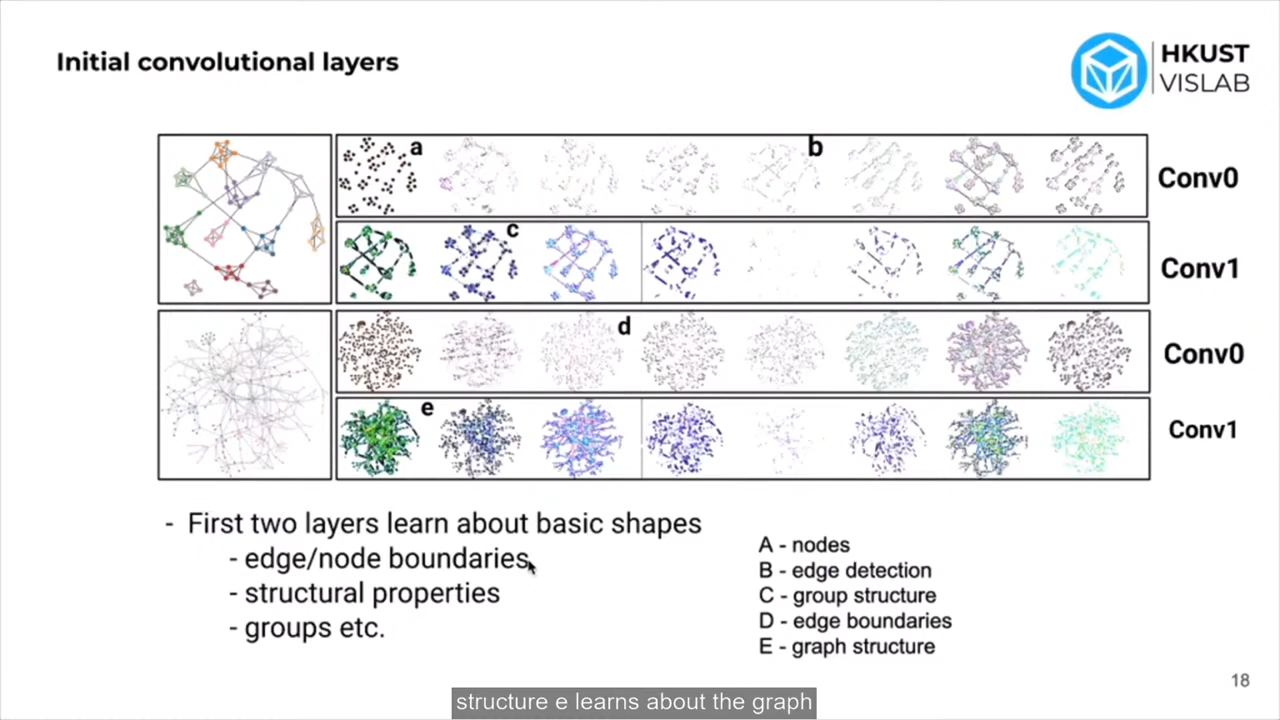 Initial convolutional layers
HKUST
VISLAB
a
b
Conv0
c
Conv1
d
Conv0
e
Conv1
- First two layers learn about basic shapes
- edge/node boundaries
- structural properties
- groups etc.
A - nodes
B - edge detection
C - group structure
D - edge boundaries
E - graph structure
18
structure e learns about the graph